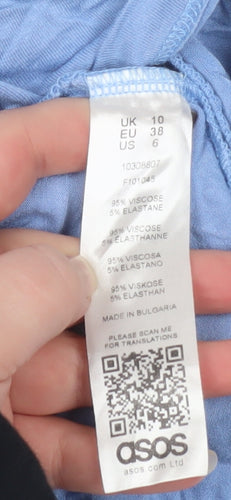 UK 10
EU 38
US 6
10308807
F101045
95% VISCOSE
5% ELASTANE
95% VISCOSE
5% ELASTHANNE
95% VISCOSA
5% ELASTANO
95% VISKOSE
5% ELASTHAN
MADE IN BULGARIA
PLEASE SCAN ME
FOR TRANSLATIONS
asos
asos.com Ltd